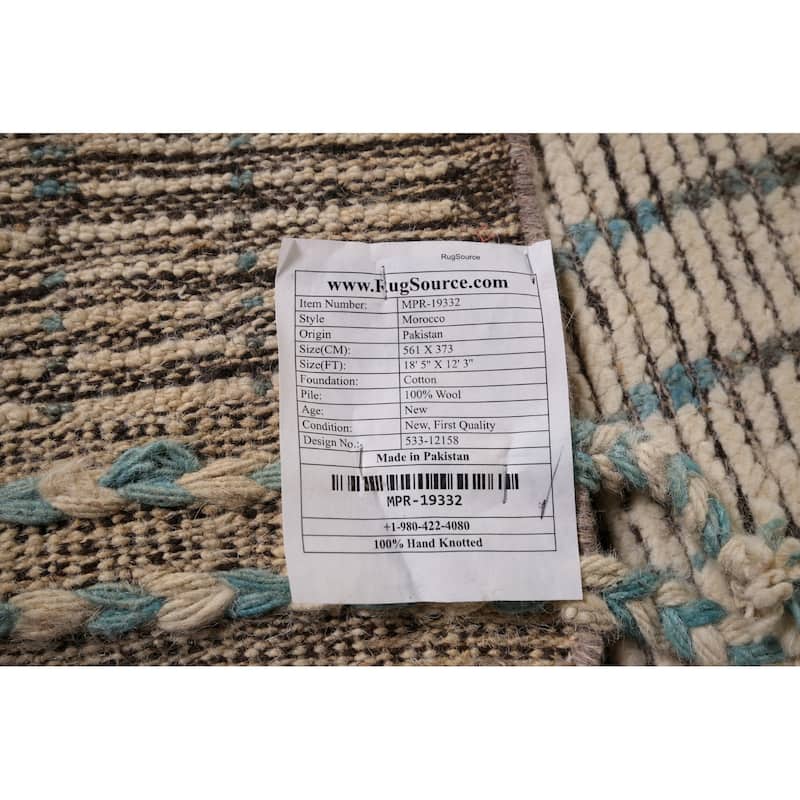 RugSource
www.RugSource.com
Item Number: MPR-19332
Style Morocco
Origin Pakistan
Size(CM): 561 X 373
Size(FT): 18' 5" X 12' 3"
Foundation: Cotton
Pile: 100% Wool
Age: New
Condition: New, First Quality
Design No.: 533-12158
Made in Pakistan
MPR-19332
+1-980-422-4080
100% Hand Knotted